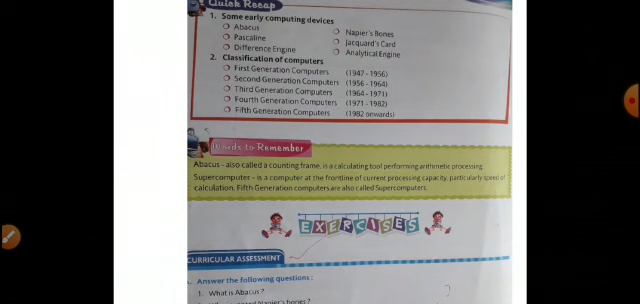 Quick Recap
1. Some early computing devices
Abacus
Napier's Bones
Pascaline
Jacquard's Card
Difference Engine
Analytical Engine
2. Classification of computers
First Generation Computers (1947 - 1956)
Second Generation Computers (1956 - 1964)
Third Generation Computers (1964 - 1971)
Fourth Generation Computers (1971 - 1982)
Fifth Generation Computers (1982 onwards)
Words to Remember
Abacus - also called a counting frame, is a calculating tool performing arithmetic processing.
Supercomputer - is a computer at the frontline of current processing capacity, particularly speed of
calculation. Fifth Generation computers are also called Supercomputers.
EXERCISES
CURRICULAR ASSESSMENT
Answer the following questions :
1. What is Abacus ?
Napier's bones ?